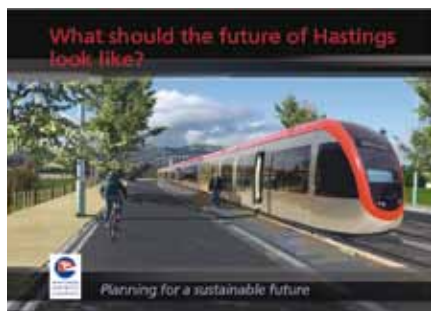 What should the future of Hastings
look like?
Planning for a sustainable future